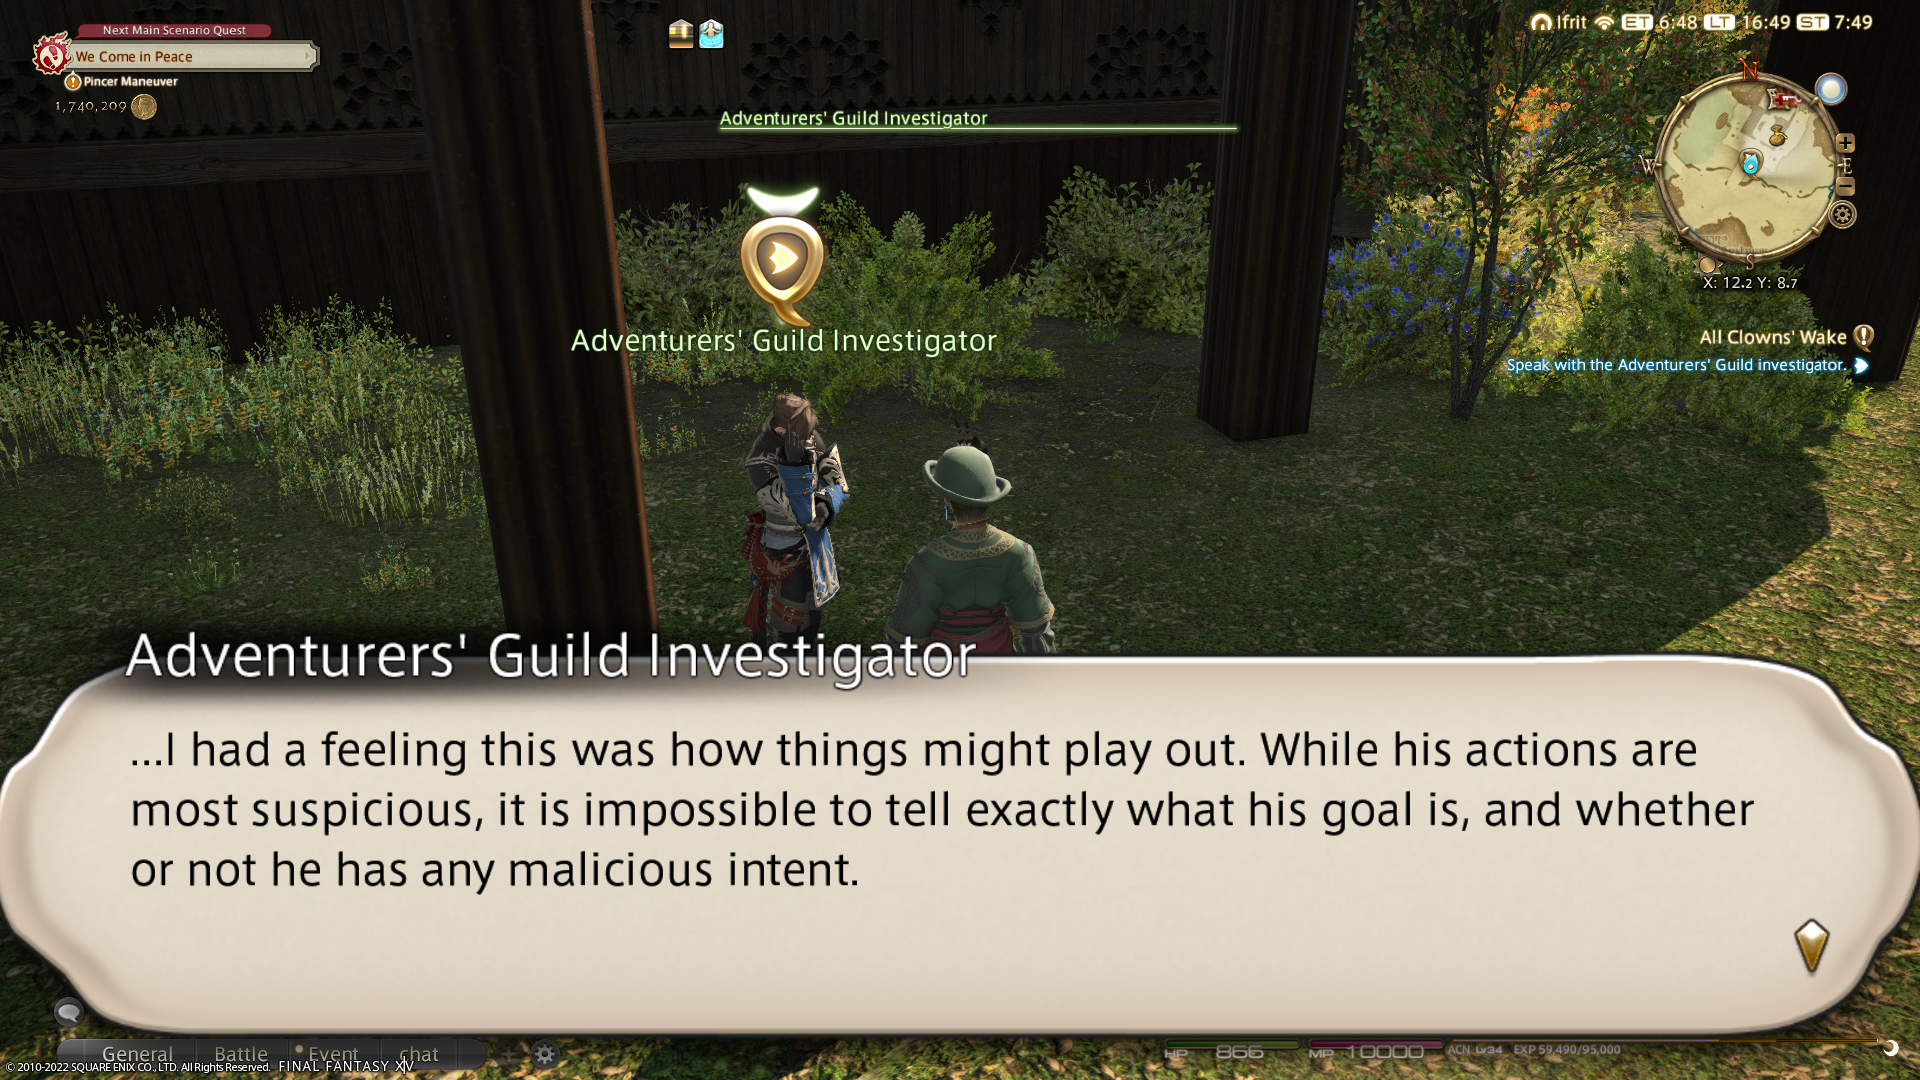 Next Main Scenario Quest
We Come in Peace
Pincer Maneuver
1,740,209
Adventurers' Guild Investigator
Ifrit ET 6:48 LT 16:49 ST 7:49
N
W
E
S
X: 12.2 Y: 8.7
All Clowns' Wake
Speak with the Adventurers' Guild investigator.
Adventurers' Guild Investigator
Adventurers' Guild Investigator
...I had a feeling this was how things might play out. While his actions are
most suspicious, it is impossible to tell exactly what his goal is, and whether
or not he has any malicious intent.
General Battle Event chat
HP 866 MP 10000 ACN Lv34 EXP 59,490/95,000
© 2010-2022 SQUARE ENIX CO., LTD. All Rights Reserved. FINAL FANTASY XIV